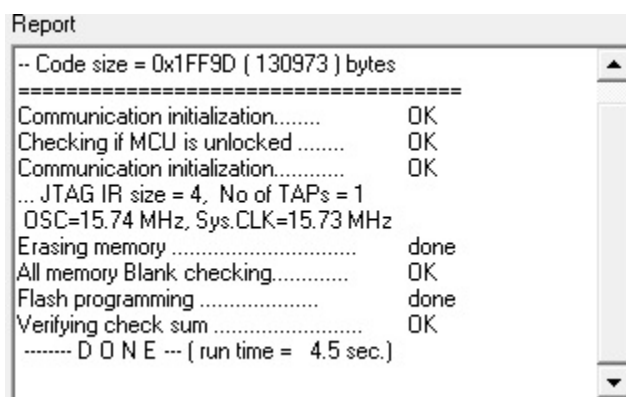 Report
-- Code size = 0x1FF9D ( 130973 ) bytes
=====================================
Communication initialization........ OK
Checking if MCU is unlocked ........ OK
Communication initialization............ OK
... JTAG IR size = 4,  No of TAPs = 1
OSC=15.74 MHz, Sys.CLK=15.73 MHz
Erasing memory ............................... done
All memory Blank checking............. OK
Flash programming .................... done
Verifying check sum ......................... OK
-------- D O N E --- ( run time =   4.5 sec.)